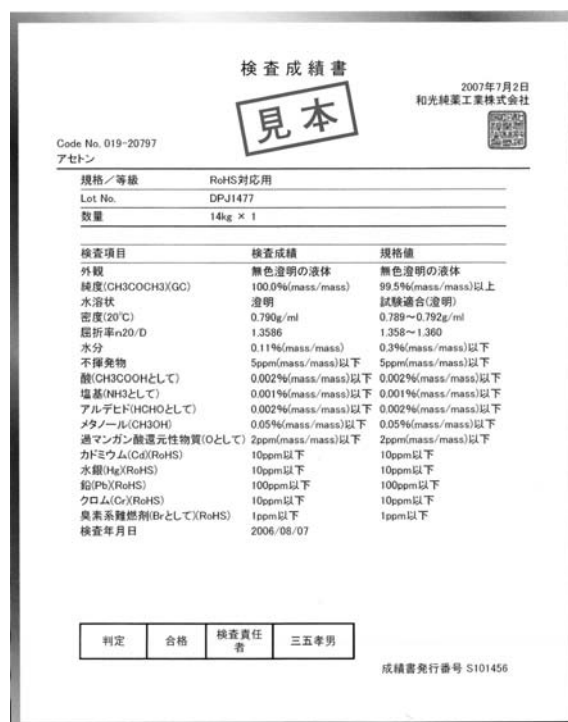 検査成績書
見本
2007年7月2日
和光純薬工業株式会社
Code No. 019-20797
アセトン
規格／等級 RoHS対応用
Lot No. DPJ1477
数量 14kg × 1
検査項目 検査成績 規格値
外観 無色澄明の液体 無色澄明の液体
純度(CH3COCH3)(GC) 100.0%(mass/mass) 99.5%(mass/mass)以上
水溶状 澄明 試験適合(澄明)
密度(20℃) 0.790g/ml 0.789～0.792g/ml
屈折率n20/D 1.3586 1.358～1.360
水分 0.11%(mass/mass) 0.3%(mass/mass)以下
不揮発物 5ppm(mass/mass)以下 5ppm(mass/mass)以下
酸(CH3COOHとして) 0.002%(mass/mass)以下 0.002%(mass/mass)以下
塩基(NH3として) 0.001%(mass/mass)以下 0.001%(mass/mass)以下
アルデヒド(HCHOとして) 0.002%(mass/mass)以下 0.002%(mass/mass)以下
メタノール(CH3OH) 0.05%(mass/mass)以下 0.05%(mass/mass)以下
過マンガン酸還元性物質(Oとして) 2ppm(mass/mass)以下 2ppm(mass/mass)以下
カドミウム(Cd)(RoHS) 10ppm以下 10ppm以下
水銀(Hg)(RoHS) 10ppm以下 10ppm以下
鉛(Pb)(RoHS) 100ppm以下 100ppm以下
クロム(Cr)(RoHS) 10ppm以下 10ppm以下
臭素系難燃剤(Brとして)(RoHS) 1ppm以下 1ppm以下
検査年月日 2006/08/07
判定 合格 検査責任者 三五孝男
成績書発行番号 S101456